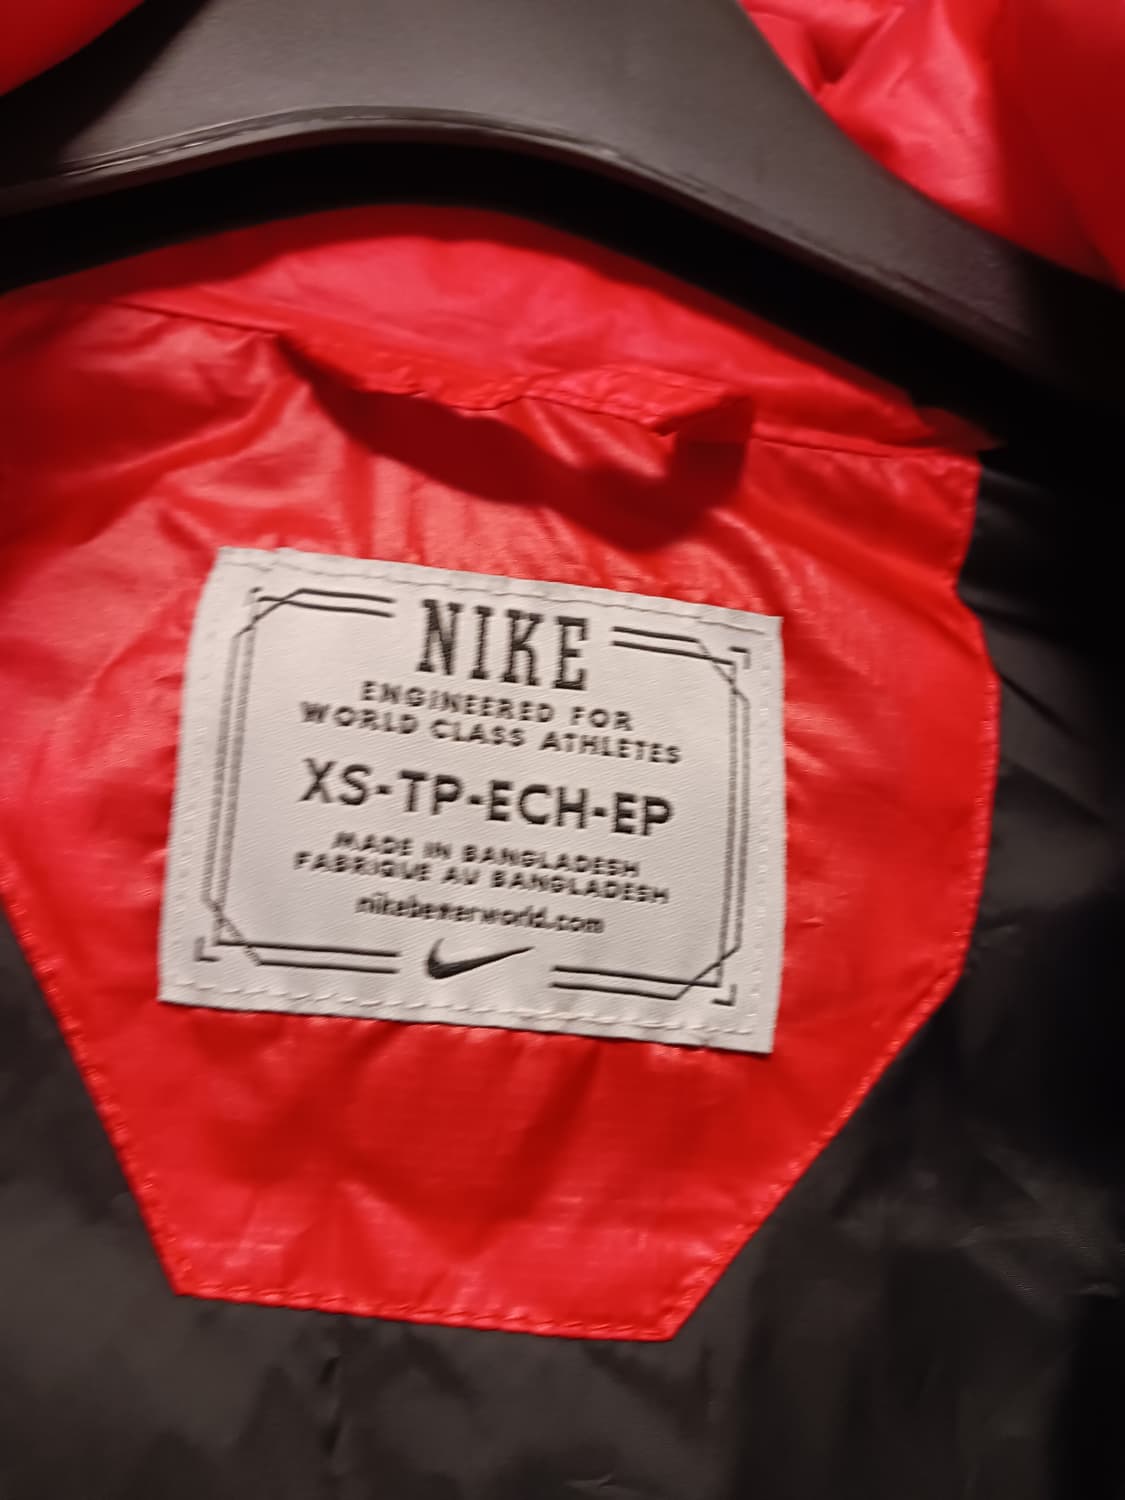 NIKE
ENGINEERED FOR
WORLD CLASS ATHLETES
XS-TP-ECH-EP
MADE IN BANGLADESH
FABRIQUE AU BANGLADESH
nikebetterworld.com